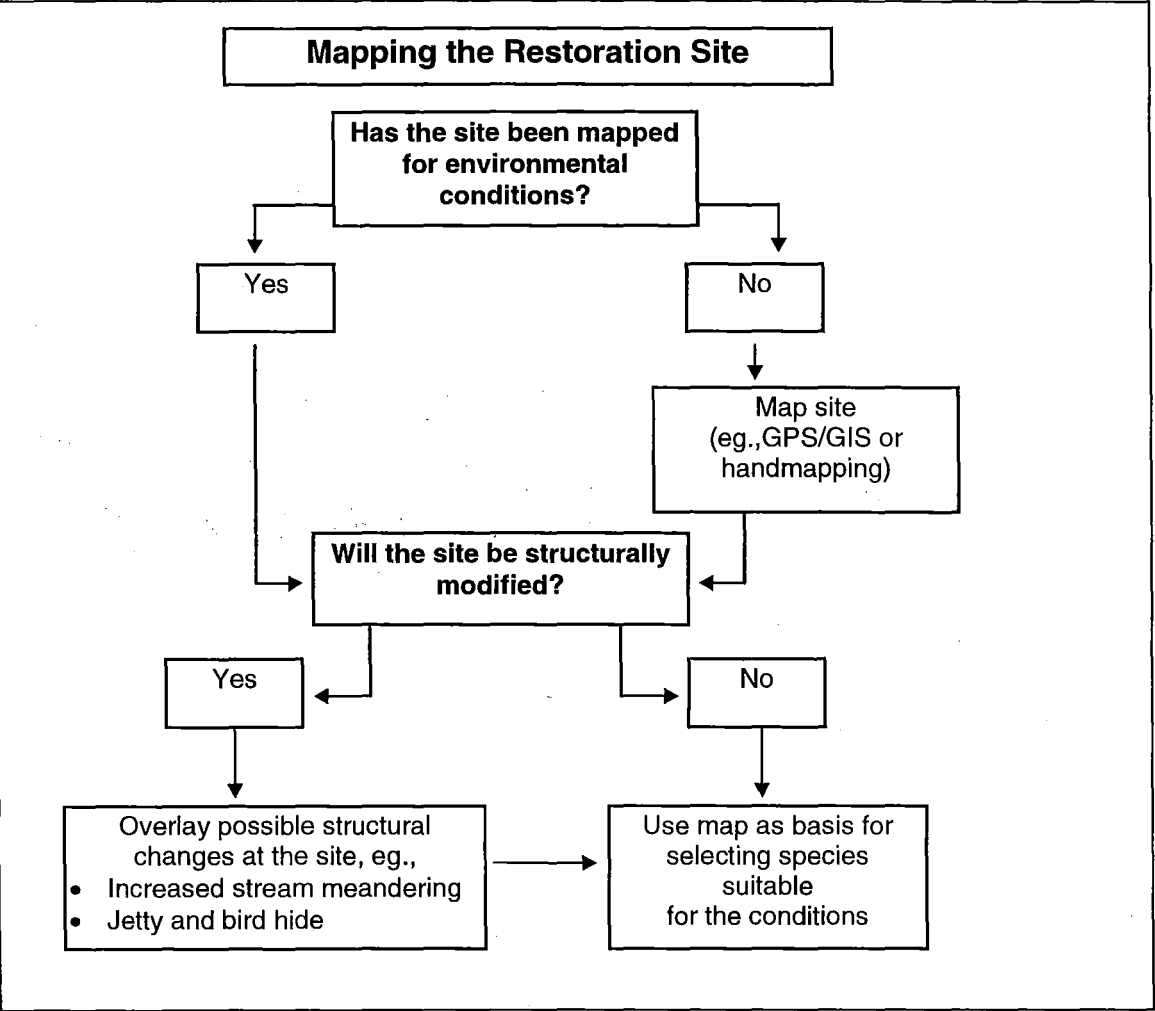 Mapping the Restoration Site
Has the site been mapped
for environmental
conditions?
Yes
No
Map site
(eg.,GPS/GIS or
handmapping)
Will the site be structurally
modified?
Yes
No
Overlay possible structural
changes at the site, eg.,
• Increased stream meandering
• Jetty and bird hide
Use map as basis for
selecting species
suitable
for the conditions